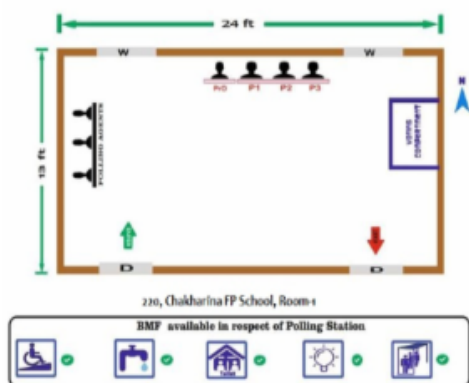 24 ft
W
W
N
PrO P1 P2 P3
13 ft
POLLING AGENTS
VOTING
COMPARTMENT
D
D
220, Chakharina FP School, Room-1
BMF available in respect of Polling Station
Toilet